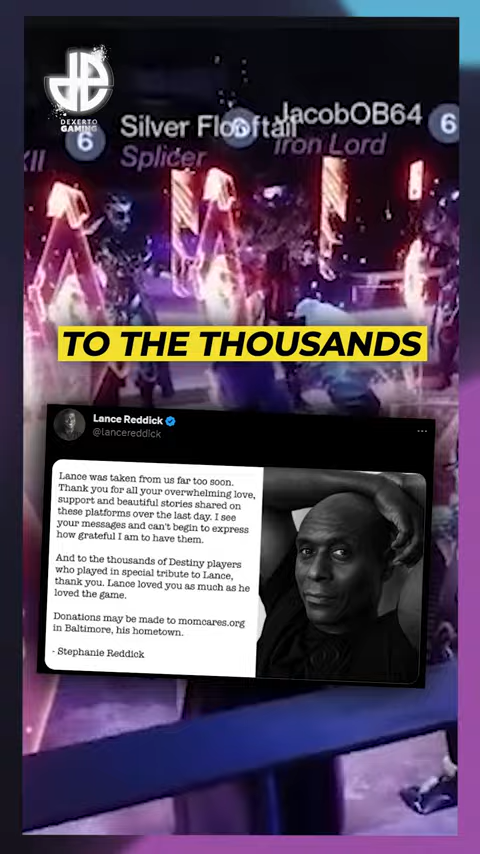 DEXERTO
GAMING
6
Silver Flooftail
Splicer
6
JacobOB64
Iron Lord
6
TO THE THOUSANDS
Lance Reddick
@lancereddick
Lance was taken from us far too soon.
Thank you for all your overwhelming love,
support and beautiful stories shared on
these platforms over the last day. I see
your messages and can't begin to express
how grateful I am to have them.
And to the thousands of Destiny players
who played in special tribute to Lance,
thank you. Lance loved you as much as he
loved the game.
Donations may be made to momcares.org
in Baltimore, his hometown.
- Stephanie Reddick